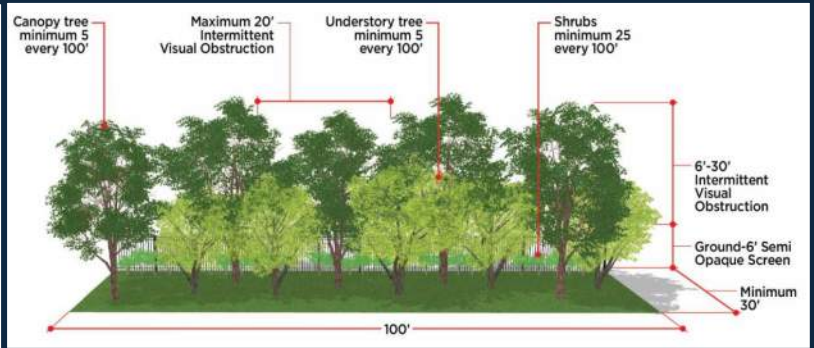 Canopy tree
minimum 5
every 100'
Maximum 20'
Intermittent
Visual Obstruction
Understory tree
minimum 5
every 100'
Shrubs
minimum 25
every 100'
6'-30'
Intermittent
Visual
Obstruction
Ground-6' Semi
Opaque Screen
Minimum
30'
100'